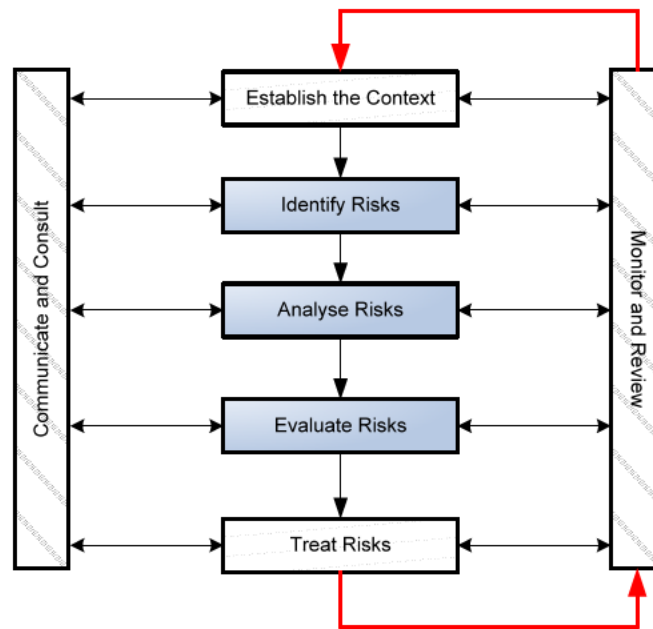 Establish the Context
Communicate and Consult
Identify Risks
Monitor and Review
Analyse Risks
Evaluate Risks
Treat Risks